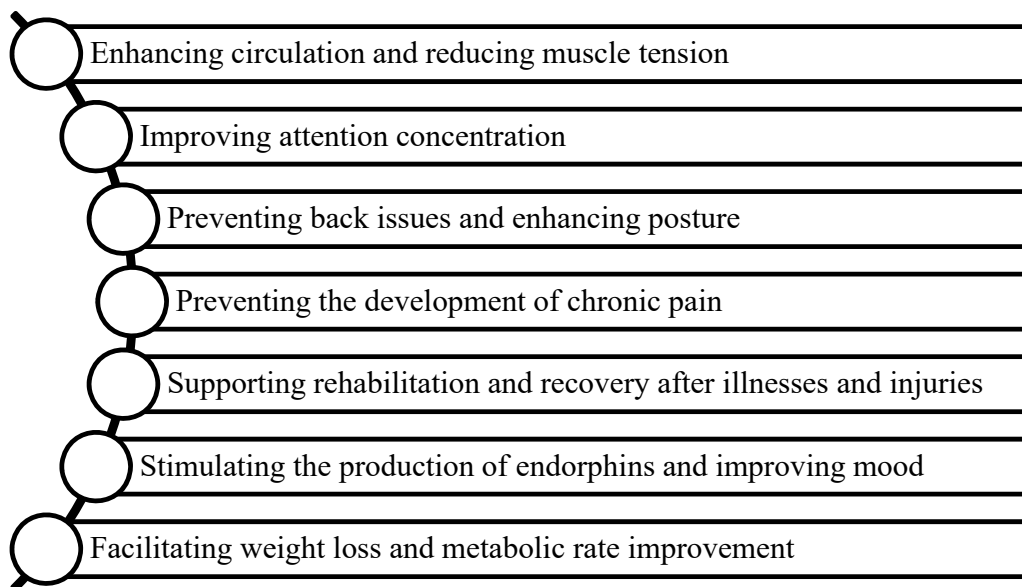 Enhancing circulation and reducing muscle tension
Improving attention concentration
Preventing back issues and enhancing posture
Preventing the development of chronic pain
Supporting rehabilitation and recovery after illnesses and injuries
Stimulating the production of endorphins and improving mood
Facilitating weight loss and metabolic rate improvement